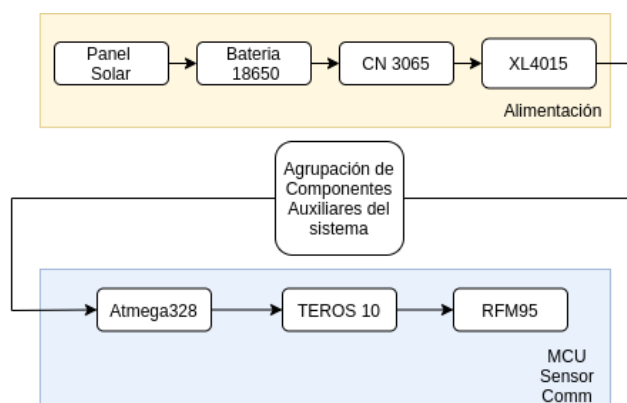 Panel
Solar
Bateria
18650
CN 3065
XL4015
Alimentación
Agrupación de
Componentes
Auxiliares del
sistema
Atmega328
TEROS 10
RFM95
MCU
Sensor
Comm